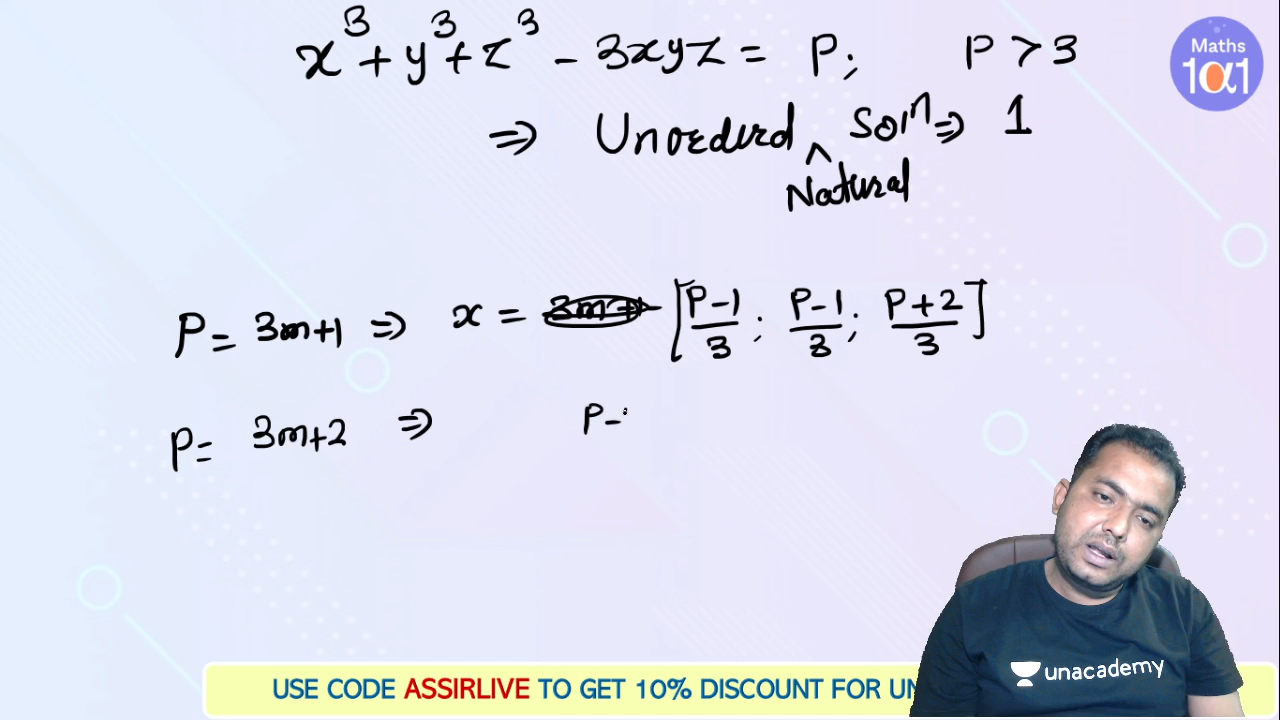 x³ + y³ + z³ - 3xyz = P; P > 3
Maths
101
⇒ Unordered Soln ⇒ 1
^
Natural
P = 3m+1 ⇒ x = [P-1/3 ; P-1/3 ; P+2/3]
P = 3m+2 ⇒ P-
unacademy
USE CODE ASSIRLIVE TO GET 10% DISCOUNT FOR UN